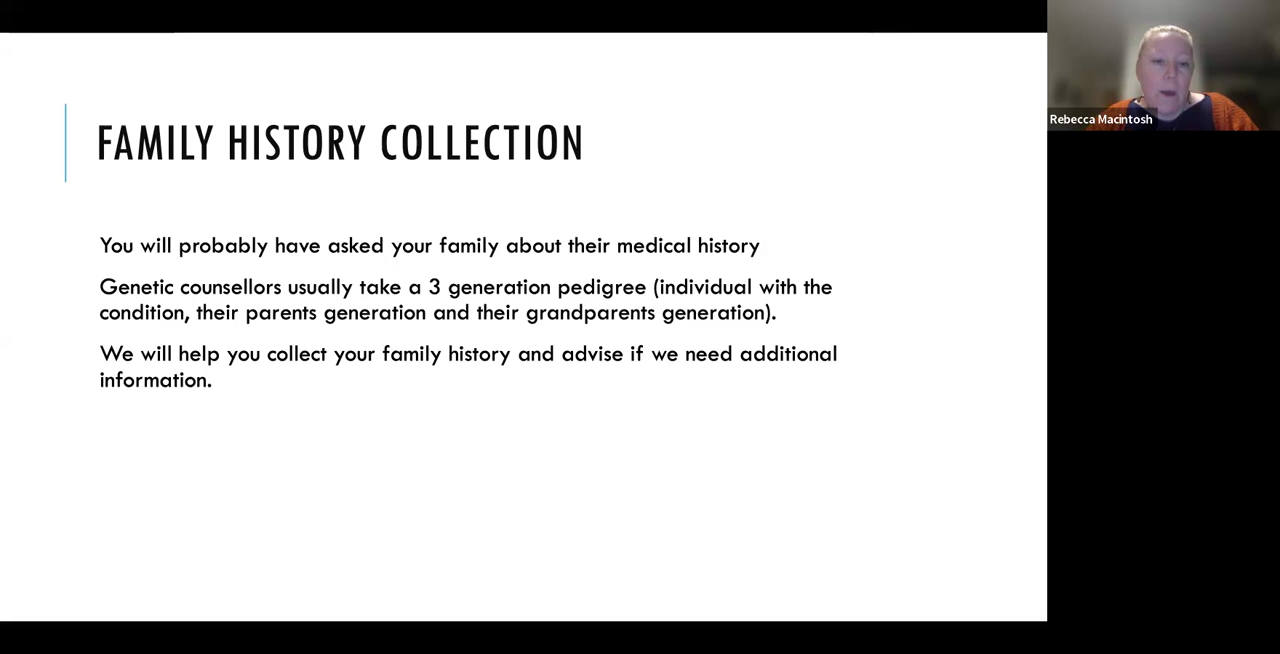 FAMILY HISTORY COLLECTION
You will probably have asked your family about their medical history
Genetic counsellors usually take a 3 generation pedigree (individual with the
condition, their parents generation and their grandparents generation).
We will help you collect your family history and advise if we need additional
information.
Rebecca Macintosh